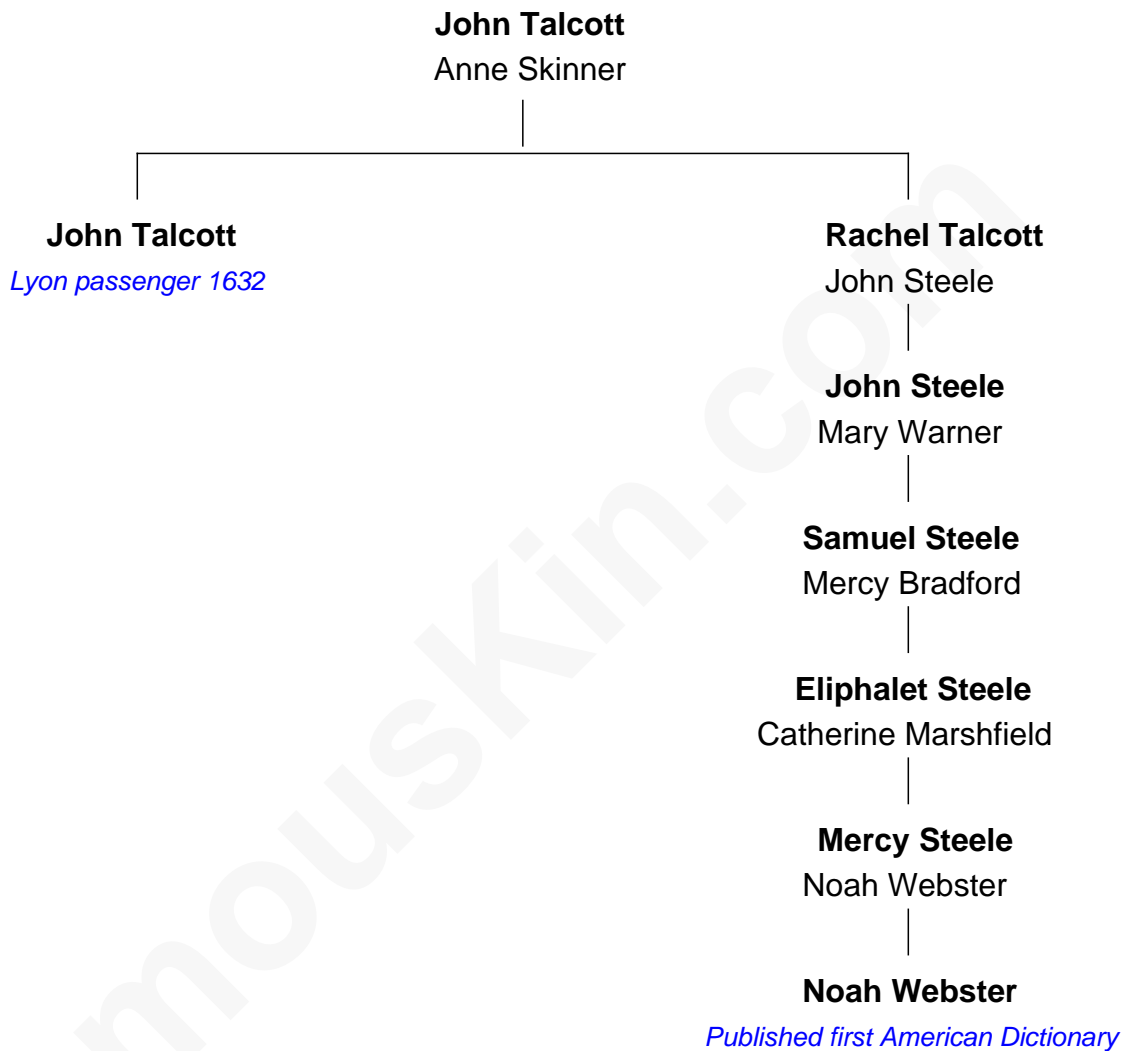 John Talcott
Anne Skinner
John Talcott
Lyon passenger 1632
Rachel Talcott
John Steele
John Steele
Mary Warner
Samuel Steele
Mercy Bradford
Eliphalet Steele
Catherine Marshfield
Mercy Steele
Noah Webster
Noah Webster
Published first American Dictionary
mousKin.com